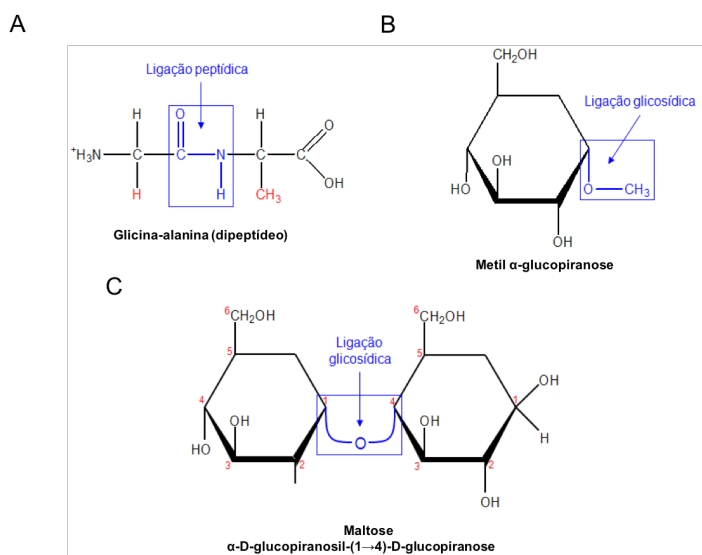 A
B
Ligação peptídica
H
O
H
⁺H₃N
C
C
N
C
C
O
OH
H
H
CH₃
Glicina-alanina (dipeptídeo)
CH₂OH
Ligação glicosídica
OH
HO
O
CH₃
OH
Metil α-glucopiranose
C
⁶CH₂OH
⁶CH₂OH
Ligação
glicosídica
5
5
4
1
4
1
OH
OH
OH
O
H
HO
3
2
3
2
OH
Maltose
α-D-glucopiranosil-(1→4)-D-glucopiranose